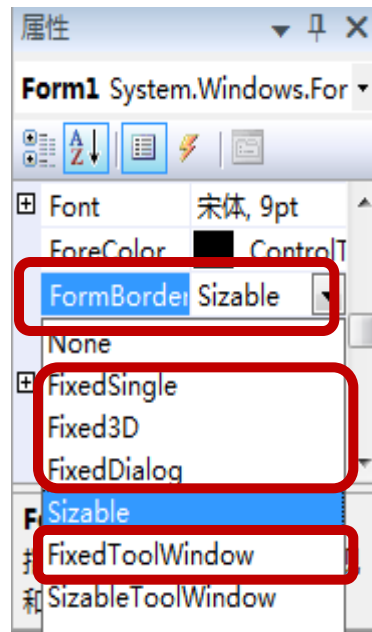 属性
Form1 System.Windows.For
Font 宋体, 9pt
ForeColor ControlT
FormBorder Sizable
None
FixedSingle
Fixed3D
FixedDialog
Sizable
FixedToolWindow
和 SizableToolWindow